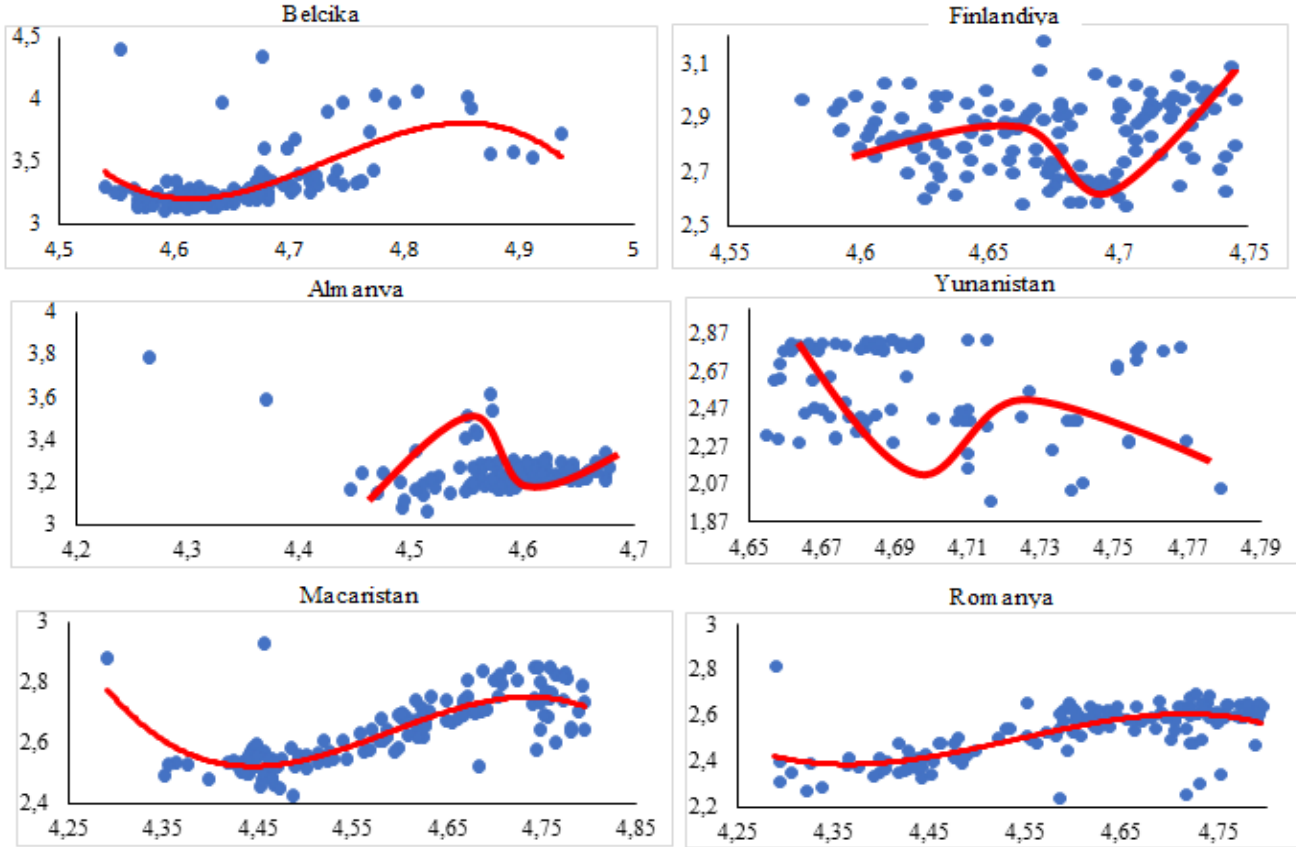 Belcika
4,5
4
3,5
3
4,5 4,6 4,7 4,8 4,9 5
Finlandiya
3,1
2,9
2,7
2,5
4,55 4,6 4,65 4,7 4,75
Almanya
4
3,8
3,6
3,4
3,2
3
4,2 4,3 4,4 4,5 4,6 4,7
Yunanistan
2,87
2,67
2,47
2,27
2,07
1,87
4,65 4,67 4,69 4,71 4,73 4,75 4,77 4,79
Macaristan
3
2,8
2,6
2,4
4,25 4,35 4,45 4,55 4,65 4,75 4,85
Romanya
3
2,8
2,6
2,4
2,2
4,25 4,35 4,45 4,55 4,65 4,75